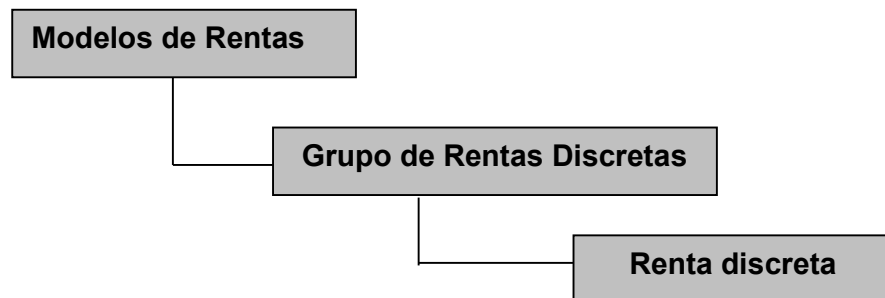 Modelos de Rentas
Grupo de Rentas Discretas
Renta discreta